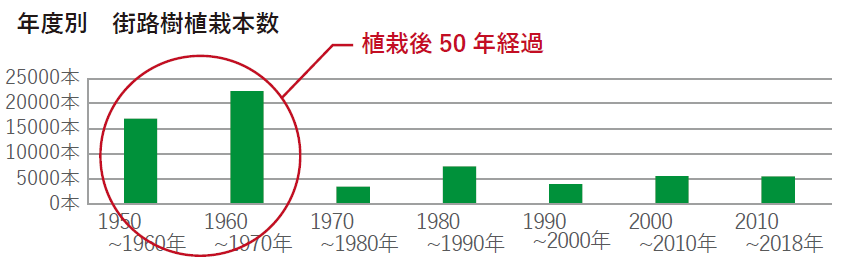 年度別　街路樹植栽本数
植栽後 50 年経過
25000本
20000本
15000本
10000本
5000本
0本
1950
~1960年
1960
~1970年
1970
~1980年
1980
~1990年
1990
~2000年
2000
~2010年
2010
~2018年